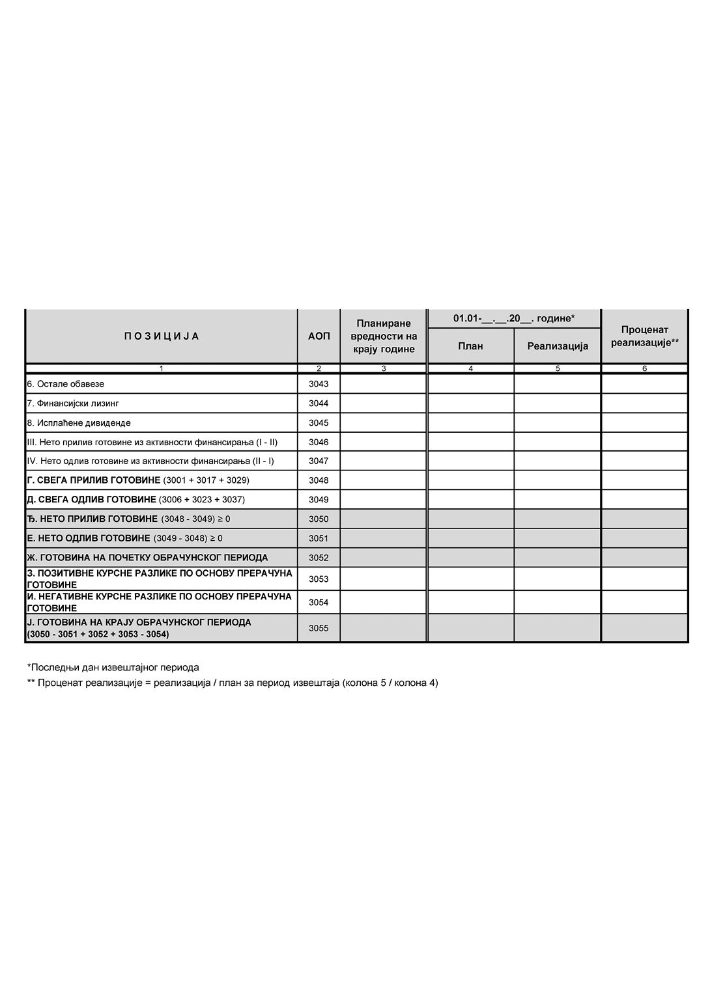 П О З И Ц И Ј А
АОП
Планиране
вредности на
крају године
01.01-__.__.20__. године*
План
Реализација
Проценат
реализације**
1 2 3 4 5 6
6. Остале обавезе 3043
7. Финансијски лизинг 3044
8. Исплаћене дивиденде 3045
III. Нето прилив готовине из активности финансирања (I - II) 3046
IV. Нето одлив готовине из активности финансирања (II - I) 3047
Г. СВЕГА ПРИЛИВ ГОТОВИНЕ (3001 + 3017 + 3029) 3048
Д. СВЕГА ОДЛИВ ГОТОВИНЕ (3006 + 3023 + 3037) 3049
Ђ. НЕТО ПРИЛИВ ГОТОВИНЕ (3048 - 3049) ≥ 0 3050
Е. НЕТО ОДЛИВ ГОТОВИНЕ (3049 - 3048) ≥ 0 3051
Ж. ГОТОВИНА НА ПОЧЕТКУ ОБРАЧУНСКОГ ПЕРИОДА 3052
З. ПОЗИТИВНЕ КУРСНЕ РАЗЛИКЕ ПО ОСНОВУ ПРЕРАЧУНА
ГОТОВИНЕ
3053
И. НЕГАТИВНЕ КУРСНЕ РАЗЛИКЕ ПО ОСНОВУ ПРЕРАЧУНА
ГОТОВИНЕ
3054
Ј. ГОТОВИНА НА КРАЈУ ОБРАЧУНСКОГ ПЕРИОДА
(3050 - 3051 + 3052 + 3053 - 3054)
3055
*Последњи дан извештајног периода
** Проценат реализације = реализација / план за период извештаја (колона 5 / колона 4)